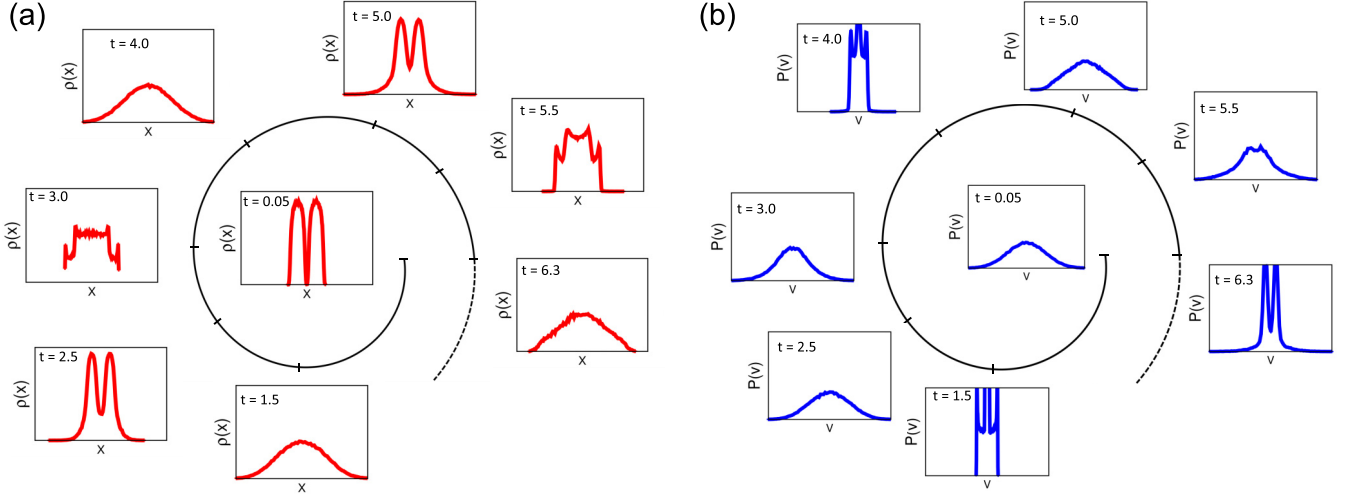 (a)
t = 4.0
ρ(x)
X
t = 5.0
ρ(x)
X
t = 5.5
ρ(x)
X
t = 3.0
ρ(x)
X
t = 0.05
ρ(x)
X
t = 6.3
ρ(x)
X
t = 2.5
ρ(x)
X
t = 1.5
ρ(x)
X
(b)
t = 4.0
P(v)
V
t = 5.0
P(v)
V
t = 5.5
P(v)
V
t = 3.0
P(v)
V
t = 0.05
P(v)
V
t = 6.3
P(v)
V
t = 2.5
P(v)
V
t = 1.5
P(v)
V